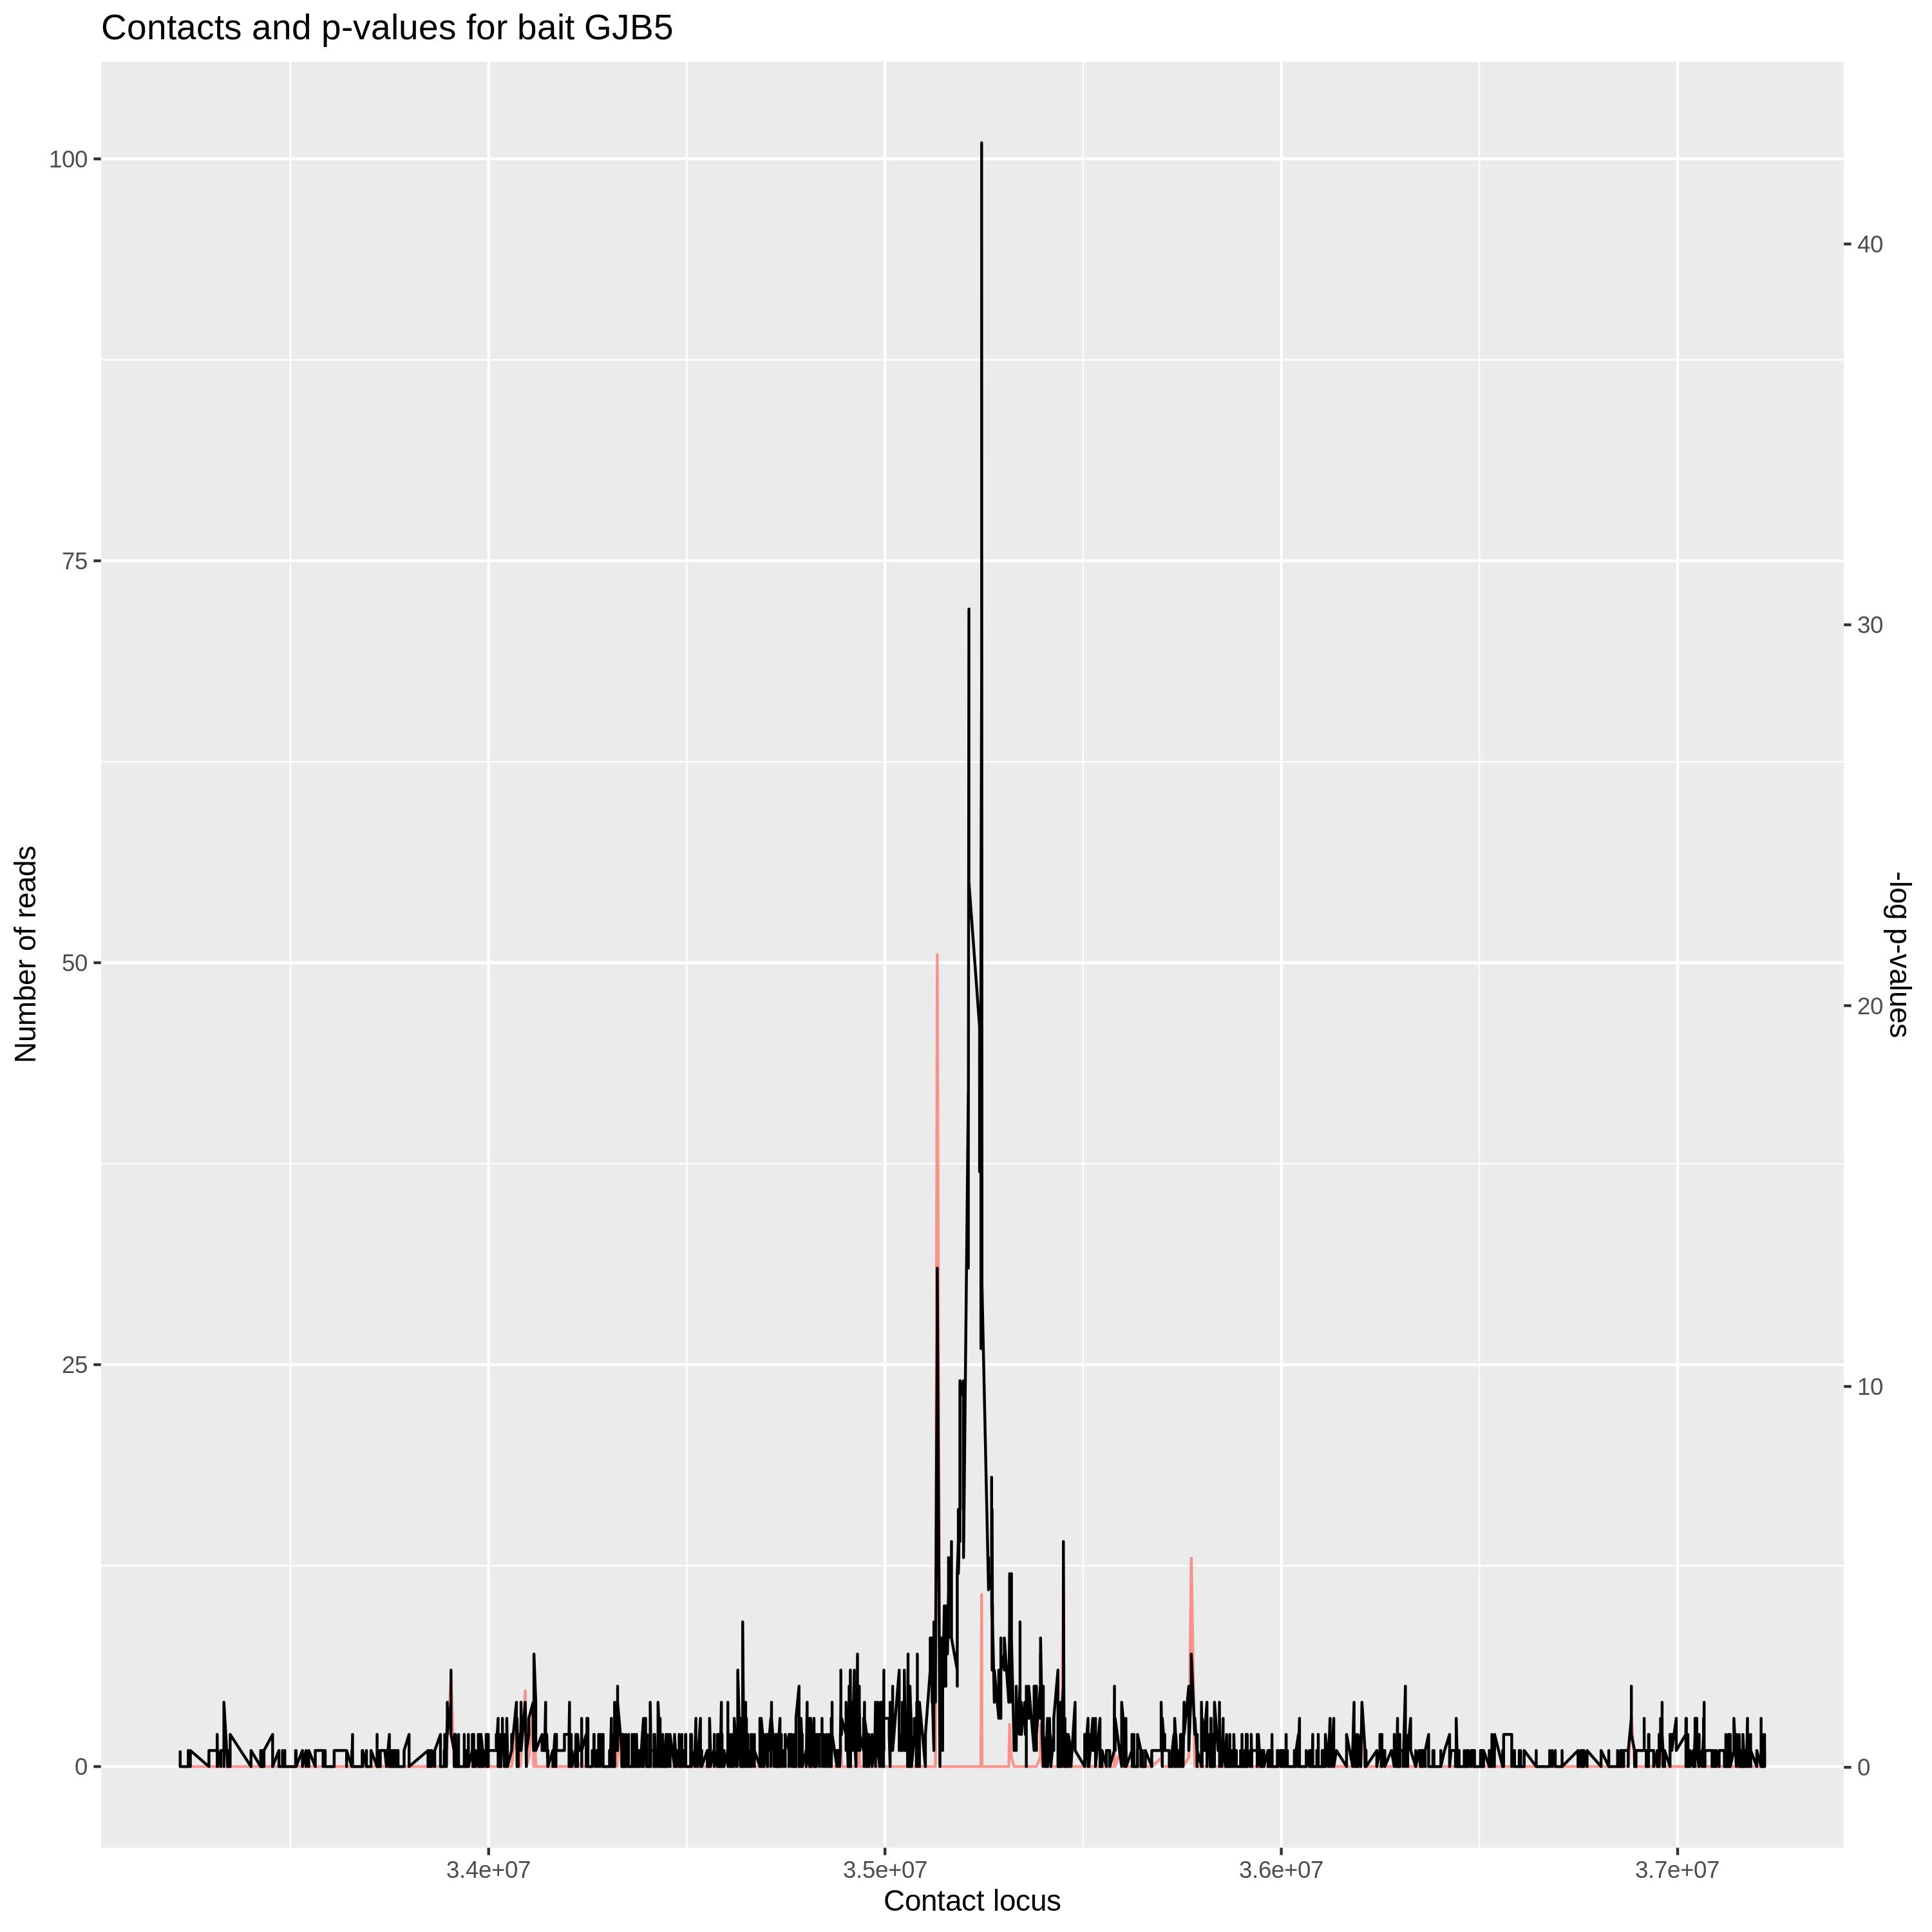 Contacts and p-values for bait GJB5
100
75
50
25
0
Number of reads
40
30
20
10
0
-log p-values
3.4e+07
3.5e+07
3.6e+07
3.7e+07
Contact locus